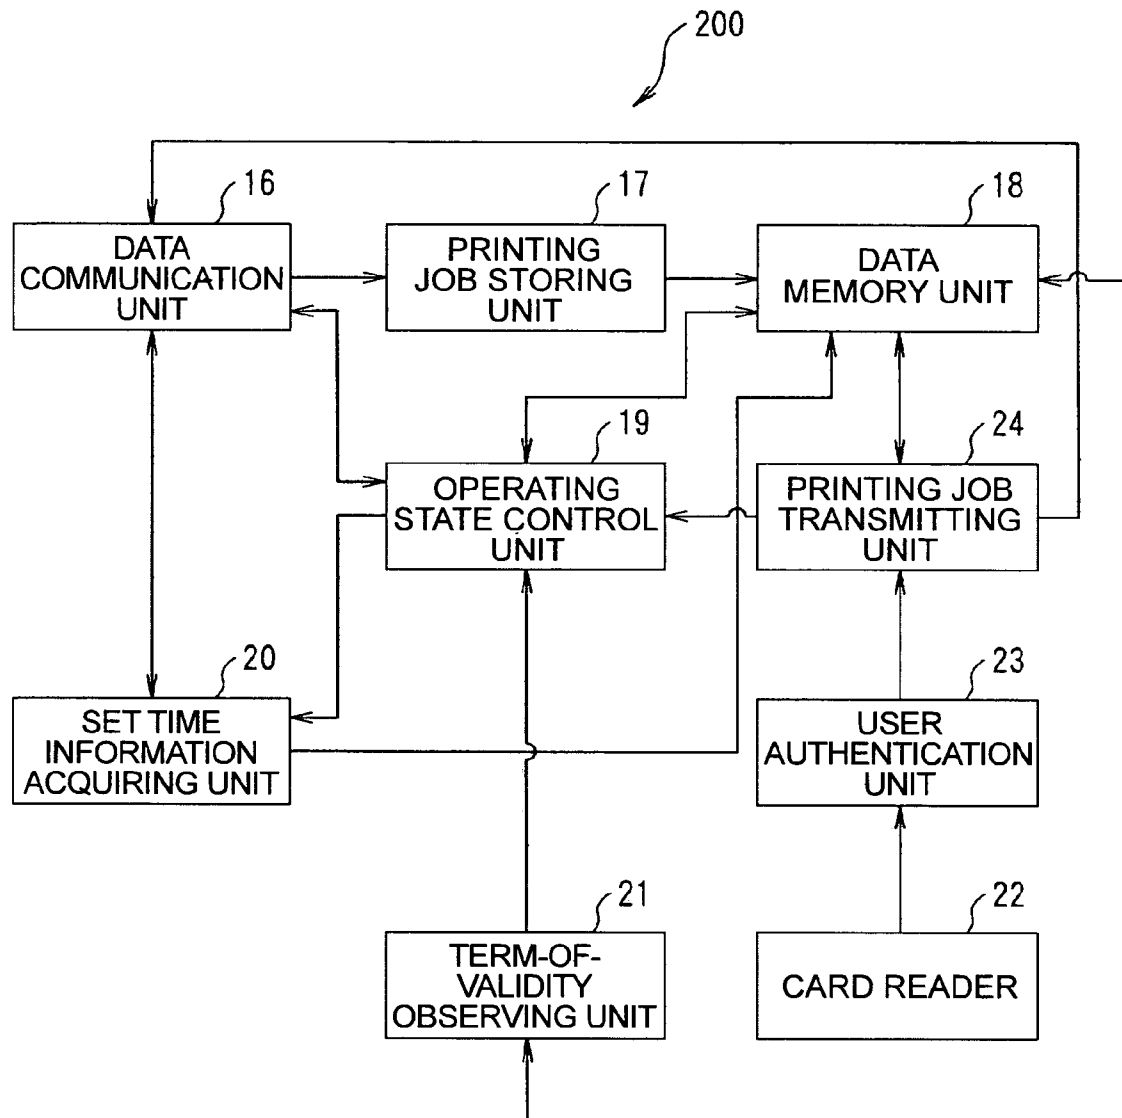 200
16
DATA
COMMUNICATION
UNIT
17
PRINTING
JOB STORING
UNIT
18
DATA
MEMORY UNIT
19
OPERATING
STATE CONTROL
UNIT
24
PRINTING JOB
TRANSMITTING
UNIT
20
SET TIME
INFORMATION
ACQUIRING UNIT
23
USER
AUTHENTICATION
UNIT
21
TERM-OF-
VALIDITY
OBSERVING UNIT
22
CARD READER